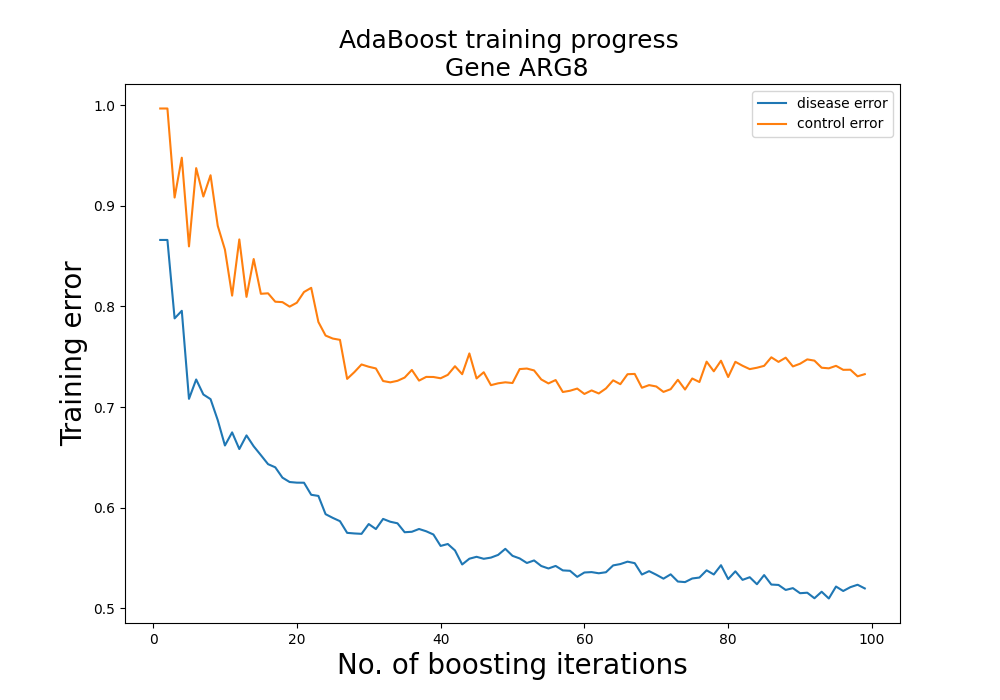 AdaBoost training progress
Gene ARG8
disease error
control error
Training error
1.0
0.9
0.8
0.7
0.6
0.5
0
20
40
60
80
100
No. of boosting iterations